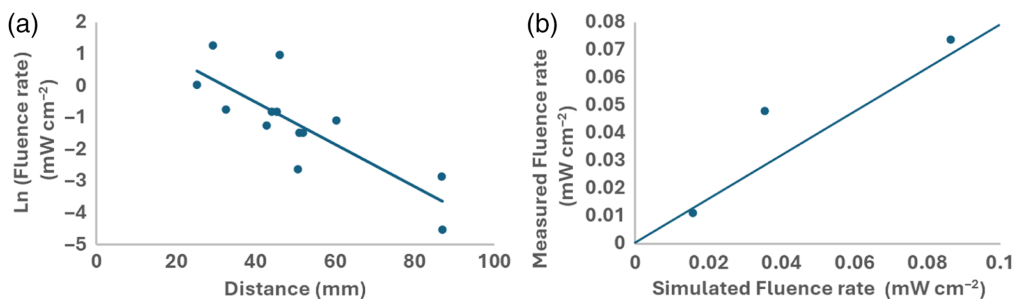 (a)
Ln (Fluence rate)
(mW cm⁻²)
2
1
0
−1
−2
−3
−4
−5
0 20 40 60 80 100
Distance (mm)
(b)
Measured Fluence rate
(mW cm⁻²)
0.08
0.07
0.06
0.05
0.04
0.03
0.02
0.01
0
0 0.02 0.04 0.06 0.08 0.1
Simulated Fluence rate (mW cm⁻²)